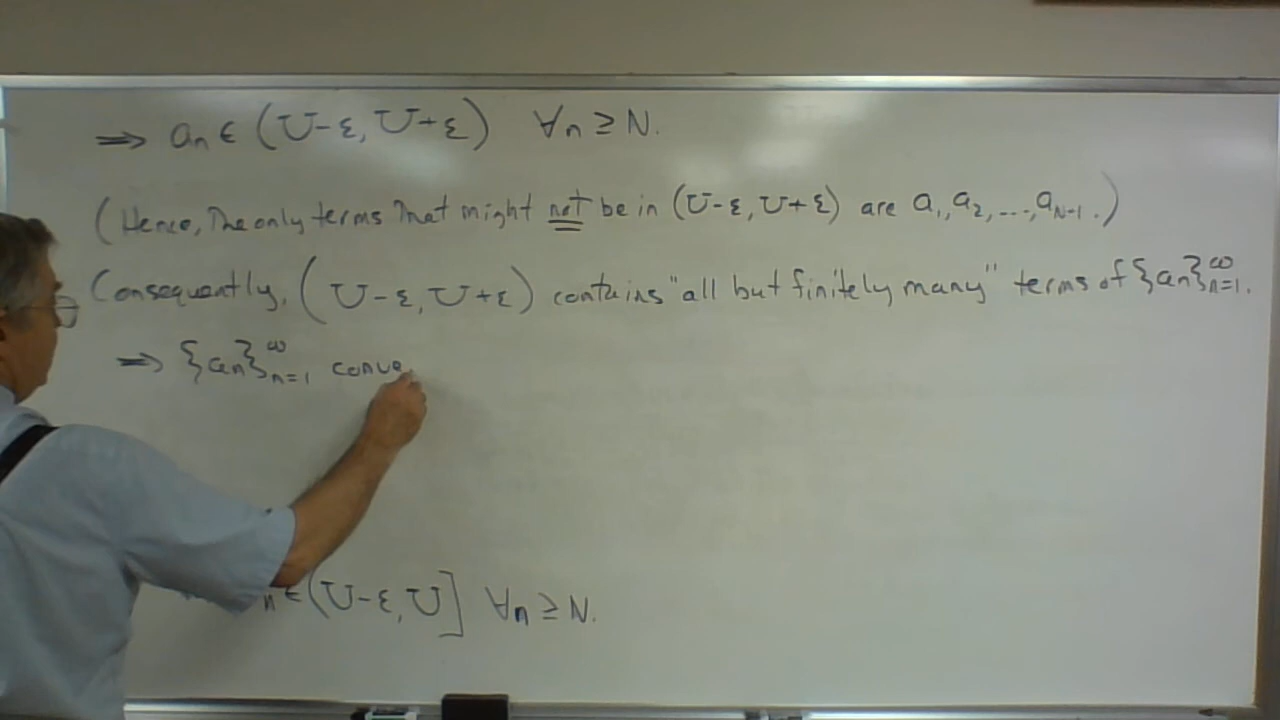 ⇒ aₙ ∈ (U-ε, U+ε) ∀n ≥ N.
(Hence, The only terms That might not be in (U-ε, U+ε) are a₁, a₂, ...., a_{N-1}.)
Consequently, (U-ε, U+ε) contains "all but finitely many" terms of {aₙ}_{n=1}^∞.
⇒ {aₙ}_{n=1}^∞ conve
n ∈ (U-ε, U] ∀n ≥ N.